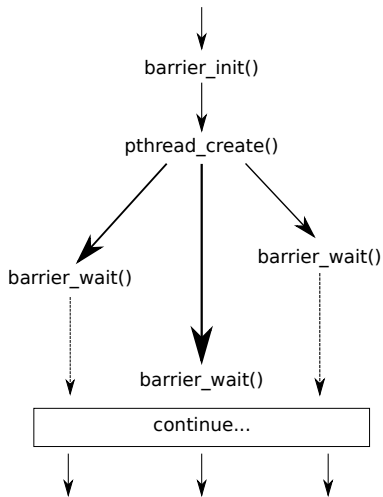 barrier_init()
pthread_create()
barrier_wait()
barrier_wait()
barrier_wait()
continue...